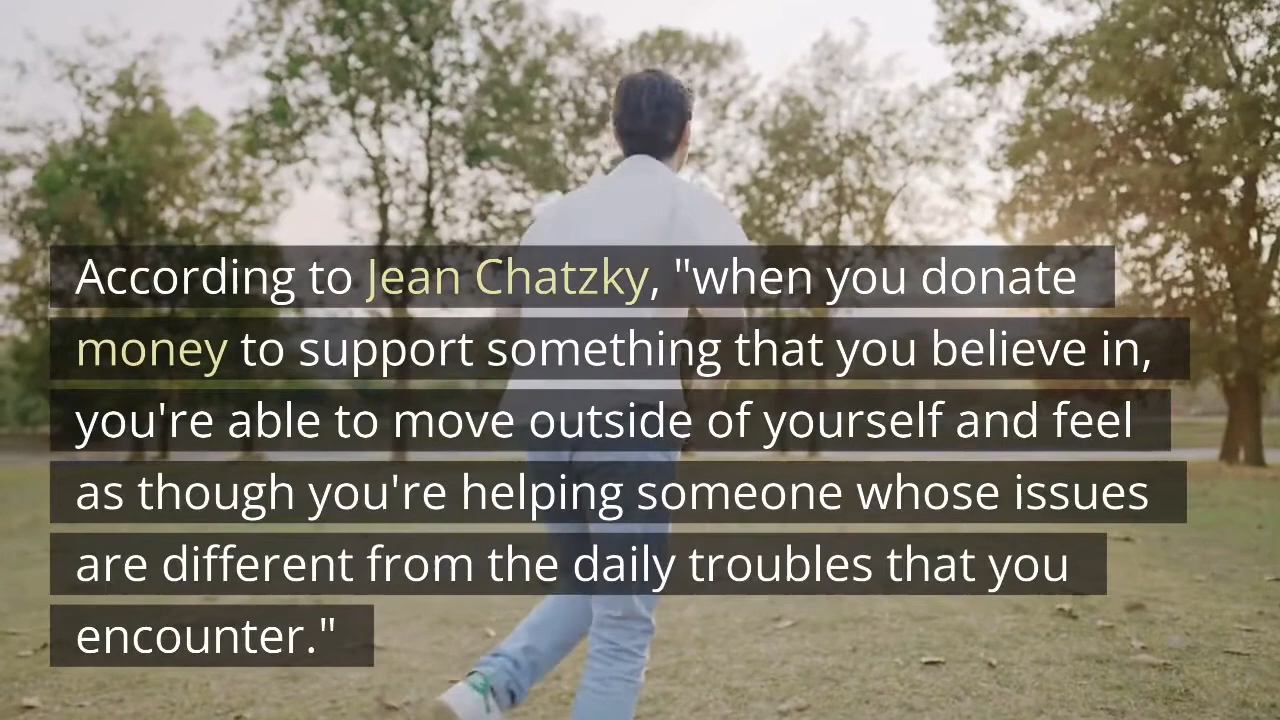 According to Jean Chatzky, "when you donate
money to support something that you believe in,
you're able to move outside of yourself and feel
as though you're helping someone whose issues
are different from the daily troubles that you
encounter."